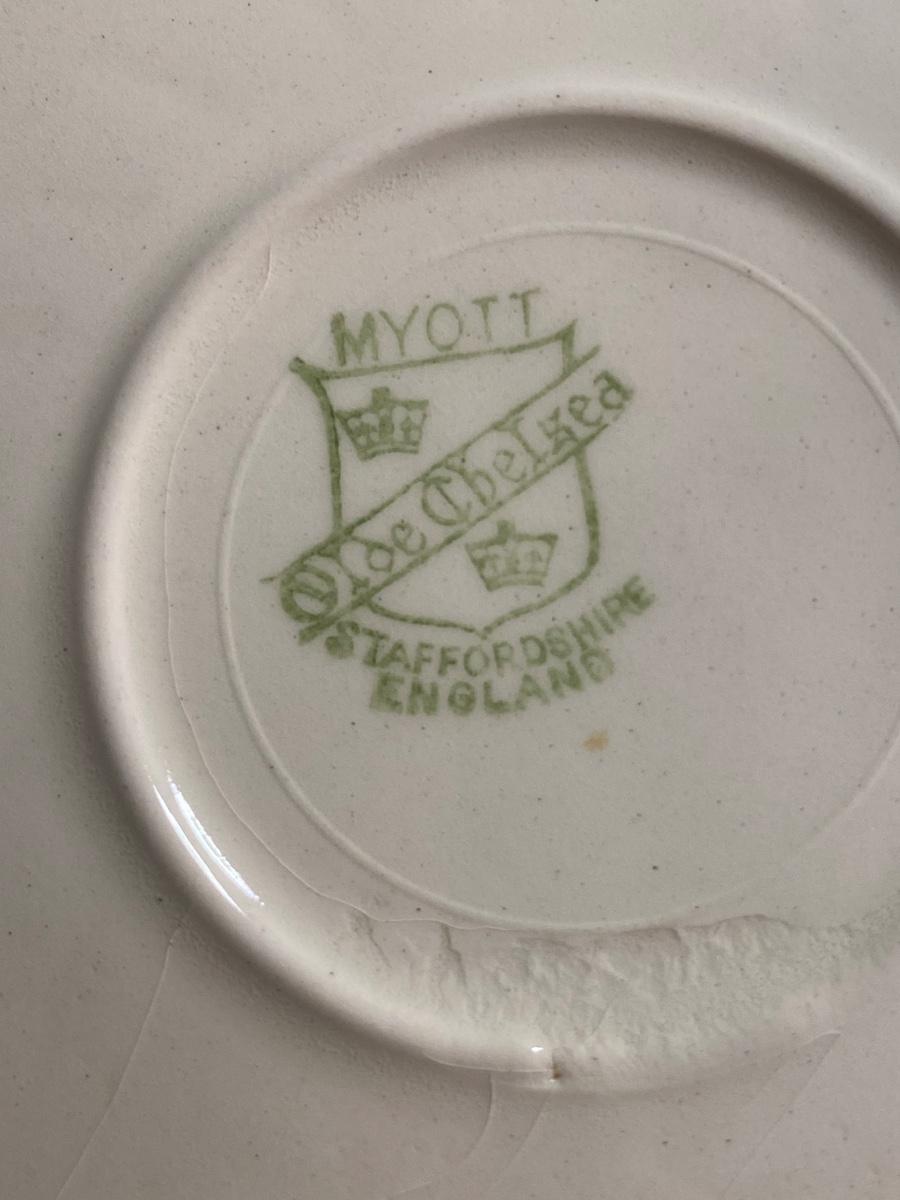 MYOTT
Olde Chelsea
STAFFORDSHIRE
ENGLAND